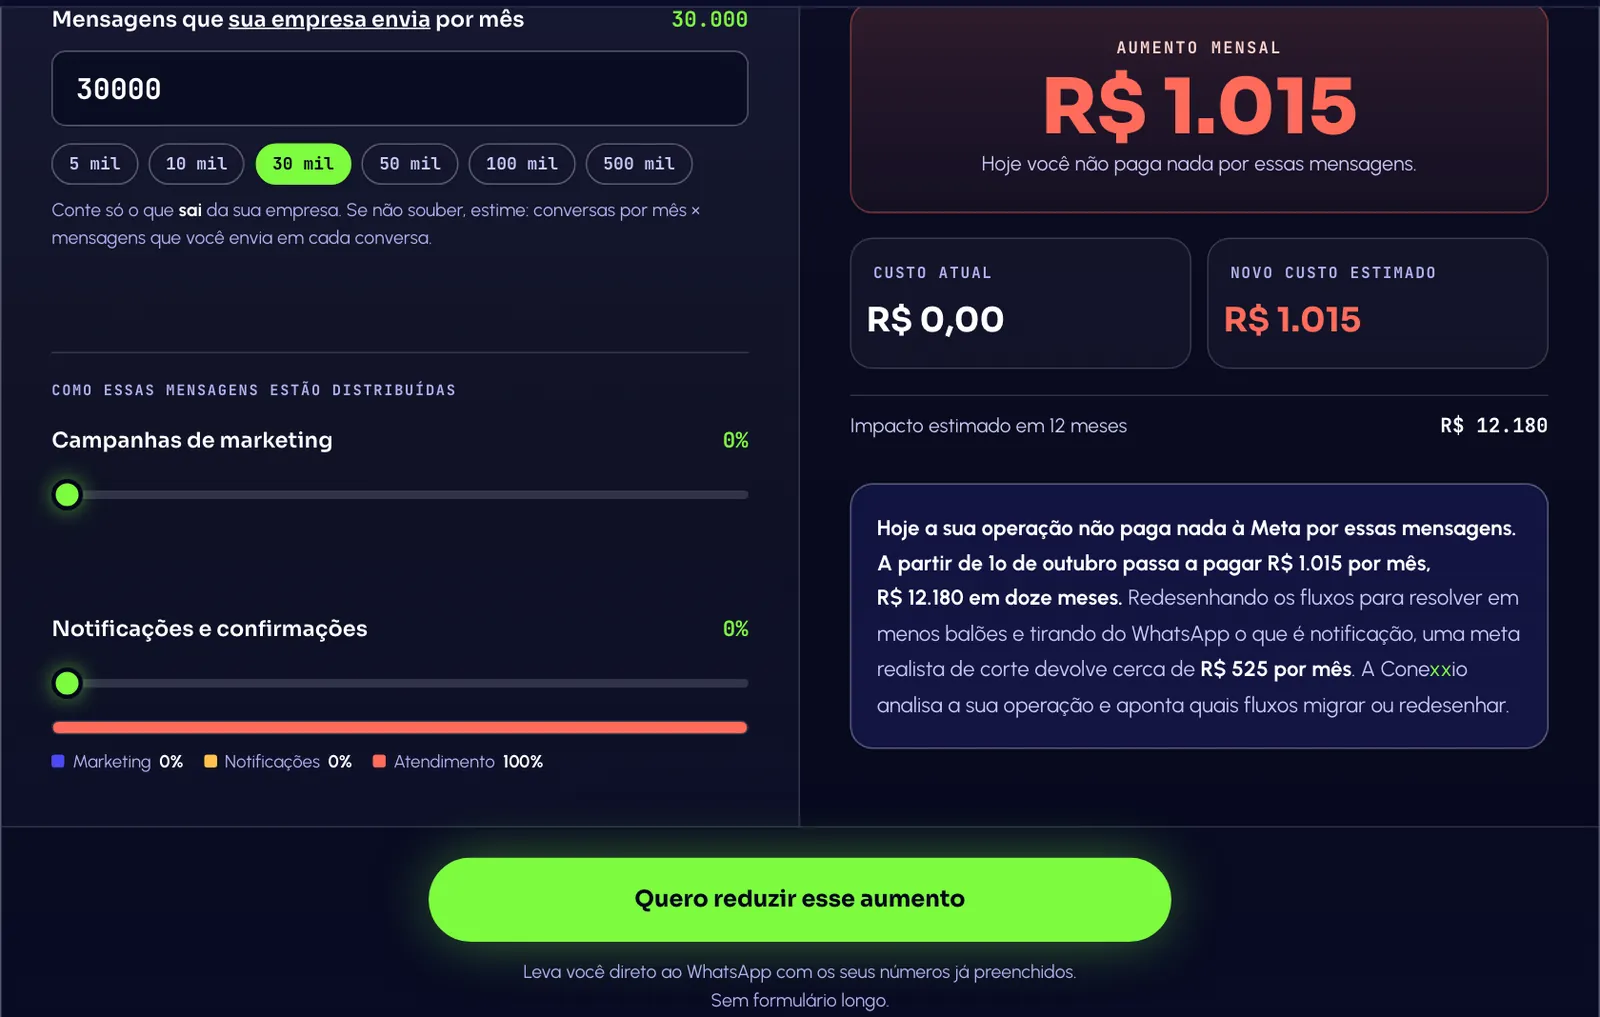 Mensagens que sua empresa envia por mês
30.000
30000
5 mil
10 mil
30 mil
50 mil
100 mil
500 mil
Conte só o que sai da sua empresa. Se não souber, estime: conversas por mês ×
mensagens que você envia em cada conversa.
COMO ESSAS MENSAGENS ESTÃO DISTRIBUÍDAS
Campanhas de marketing
0%
Notificações e confirmações
0%
Marketing 0%
Notificações 0%
Atendimento 100%
AUMENTO MENSAL
R$ 1.015
Hoje você não paga nada por essas mensagens.
CUSTO ATUAL
R$ 0,00
NOVO CUSTO ESTIMADO
R$ 1.015
Impacto estimado em 12 meses
R$ 12.180
Hoje a sua operação não paga nada à Meta por essas mensagens.
A partir de 1o de outubro passa a pagar R$ 1.015 por mês,
R$ 12.180 em doze meses. Redesenhando os fluxos para resolver em
menos balões e tirando do WhatsApp o que é notificação, uma meta
realista de corte devolve cerca de R$ 525 por mês. A Conexxio
analisa a sua operação e aponta quais fluxos migrar ou redesenhar.
Quero reduzir esse aumento
Leva você direto ao WhatsApp com os seus números já preenchidos.
Sem formulário longo.